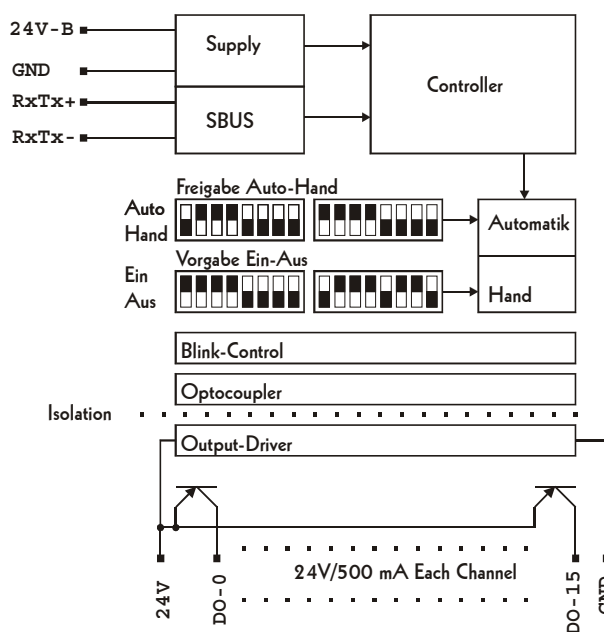 24V-B
Supply
GND
Controller
RxTx+
SBUS
RxTx-
Freigabe Auto-Hand
Auto
Hand
Automatik
Vorgabe Ein-Aus
Ein
Aus
Hand
Blink-Control
Optocoupler
Isolation
Output-Driver
24V/500 mA Each Channel
24V
DO-0
DO-15
GND